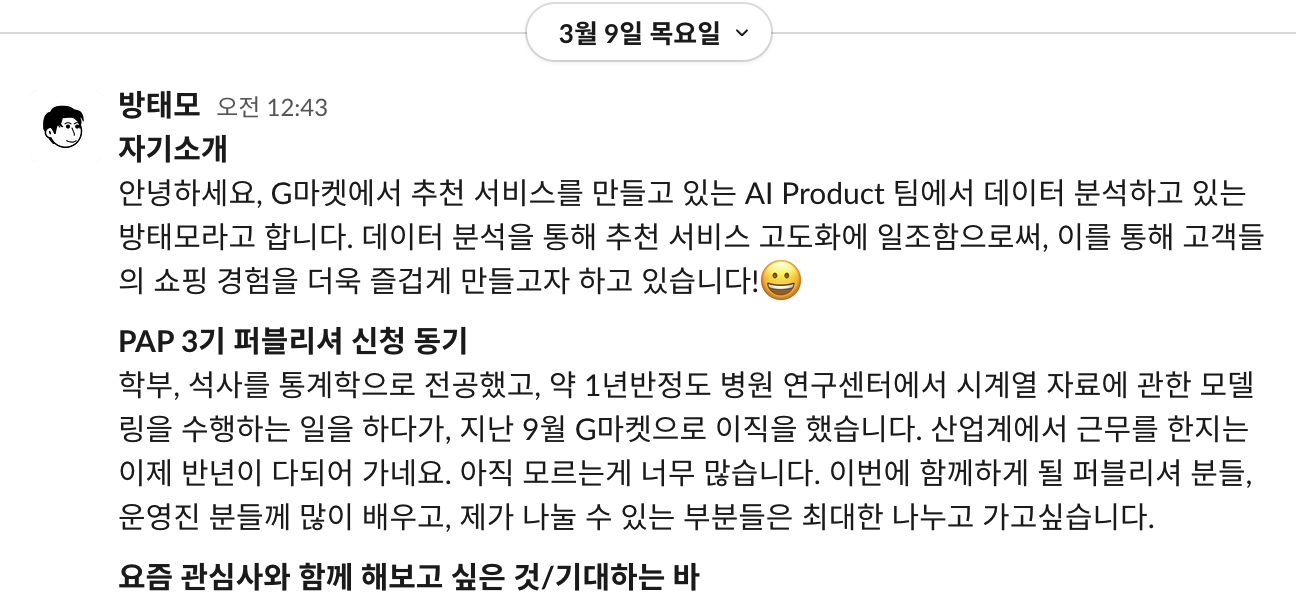 3월 9일 목요일
방태모 오전 12:43
자기소개
안녕하세요, G마켓에서 추천 서비스를 만들고 있는 AI Product 팀에서 데이터 분석하고 있는
방태모라고 합니다. 데이터 분석을 통해 추천 서비스 고도화에 일조함으로써, 이를 통해 고객들
의 쇼핑 경험을 더욱 즐겁게 만들고자 하고 있습니다!😀
PAP 3기 퍼블리셔 신청 동기
학부, 석사를 통계학으로 전공했고, 약 1년반정도 병원 연구센터에서 시계열 자료에 관한 모델
링을 수행하는 일을 하다가, 지난 9월 G마켓으로 이직을 했습니다. 산업계에서 근무를 한지는
이제 반년이 다되어 가네요. 아직 모르는게 너무 많습니다. 이번에 함께하게 될 퍼블리셔 분들,
운영진 분들께 많이 배우고, 제가 나눌 수 있는 부분들은 최대한 나누고 가고싶습니다.
요즘 관심사와 함께 해보고 싶은 것/기대하는 바